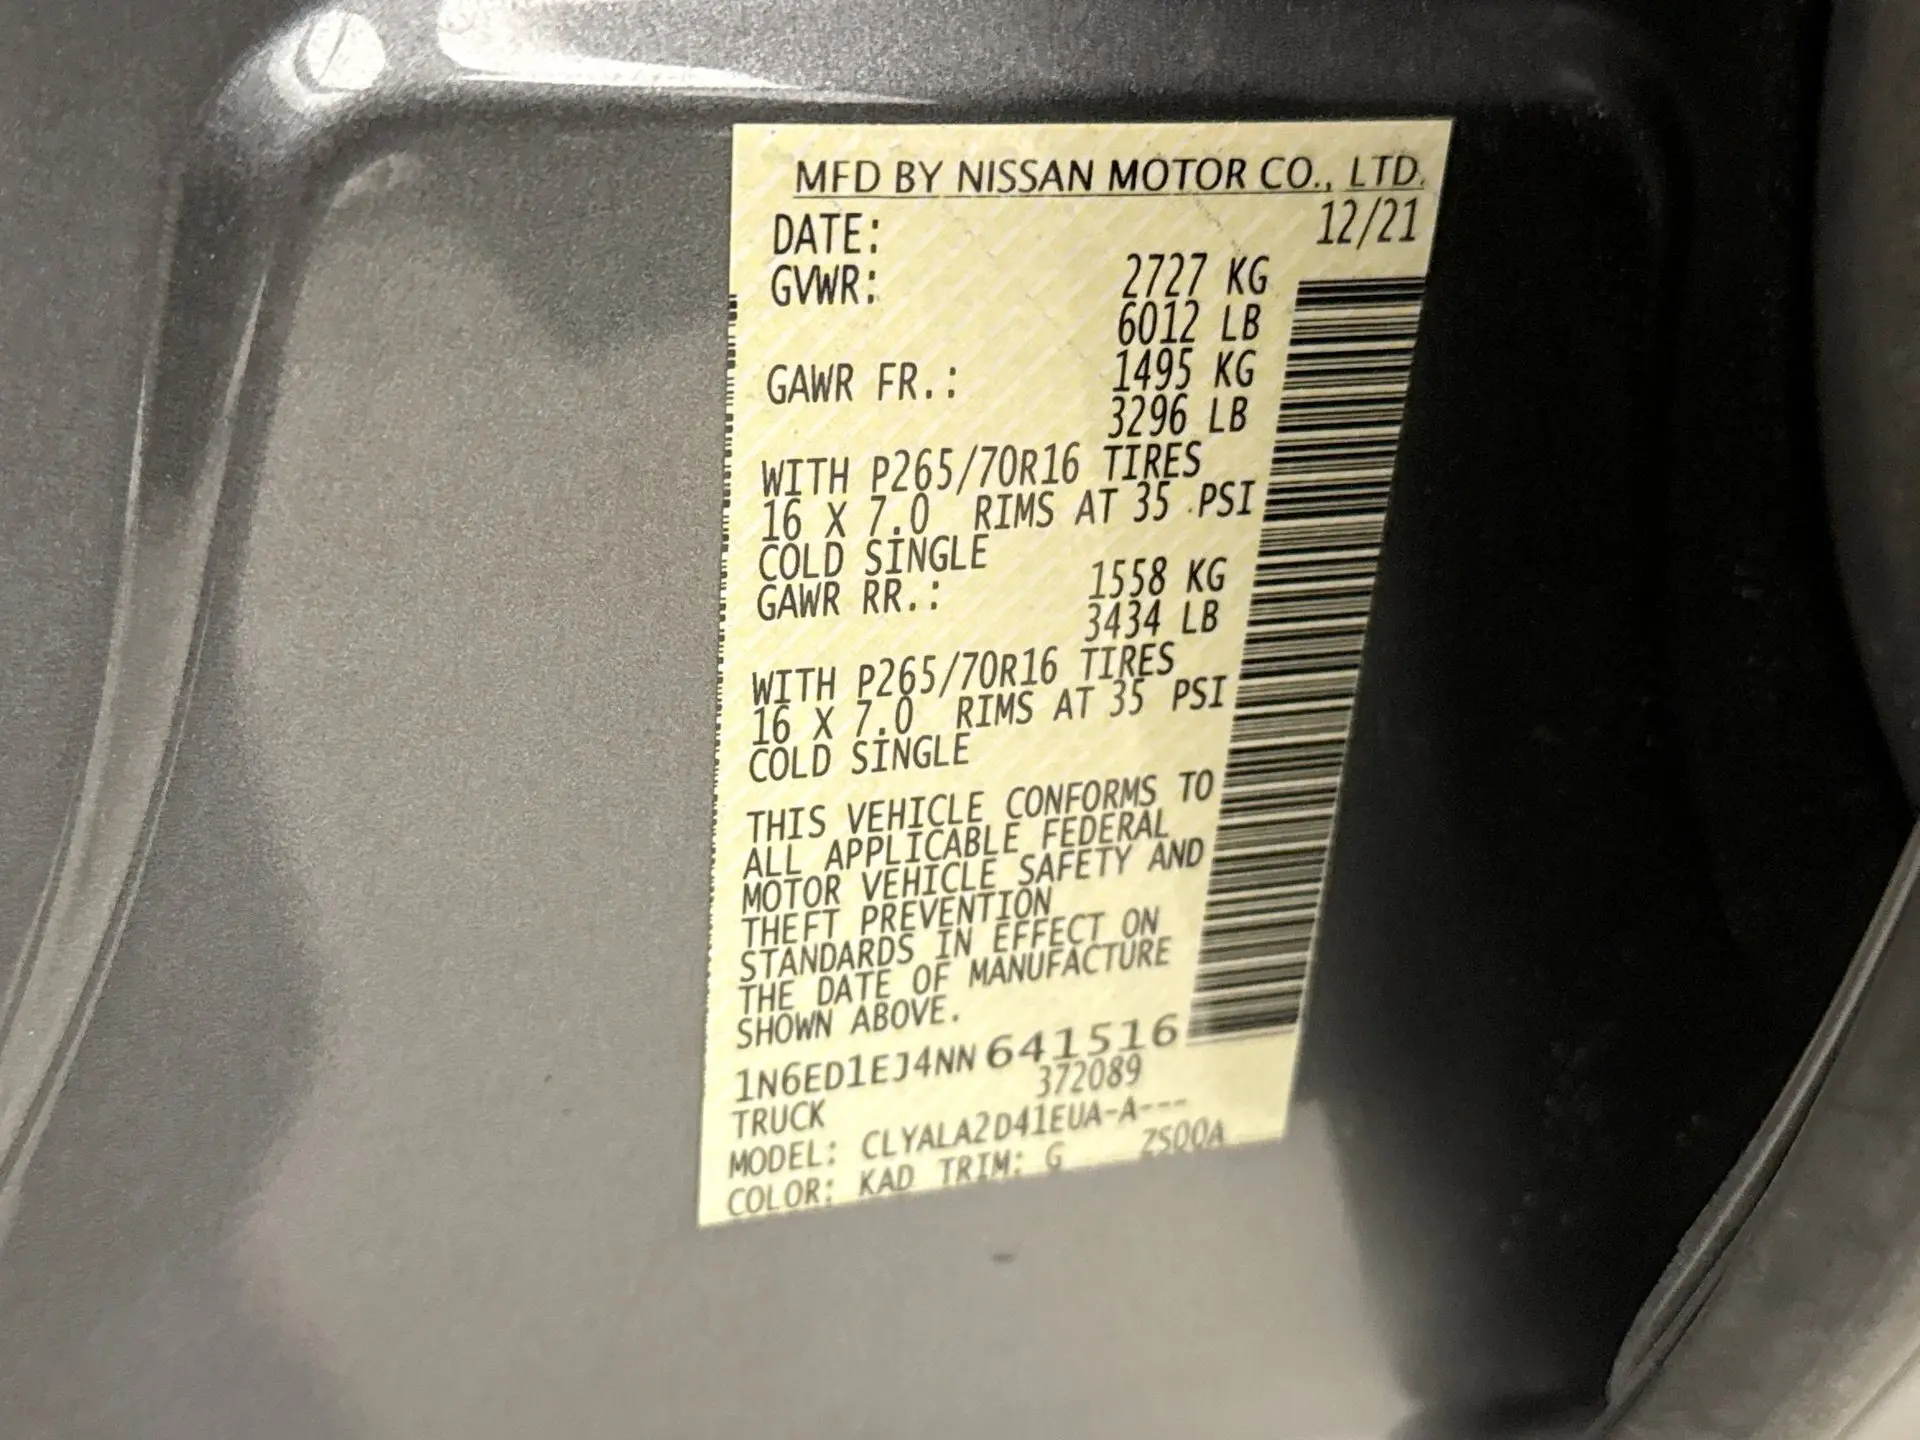 MFD BY NISSAN MOTOR CO., LTD.
DATE: 12/21
GVWR: 2727 KG
6012 LB
GAWR FR.: 1495 KG
3296 LB
WITH P265/70R16 TIRES
16 X 7.0 RIMS AT 35 PSI
COLD SINGLE
GAWR RR.: 1558 KG
3434 LB
WITH P265/70R16 TIRES
16 X 7.0 RIMS AT 35 PSI
COLD SINGLE
THIS VEHICLE CONFORMS TO
ALL APPLICABLE FEDERAL
MOTOR VEHICLE SAFETY AND
THEFT PREVENTION
STANDARDS IN EFFECT ON
THE DATE OF MANUFACTURE
SHOWN ABOVE.
1N6ED1EJ4NN641516
TRUCK 372089
MODEL: CLYALA2D41EUA-A---
COLOR: KAD TRIM: G ZS00A